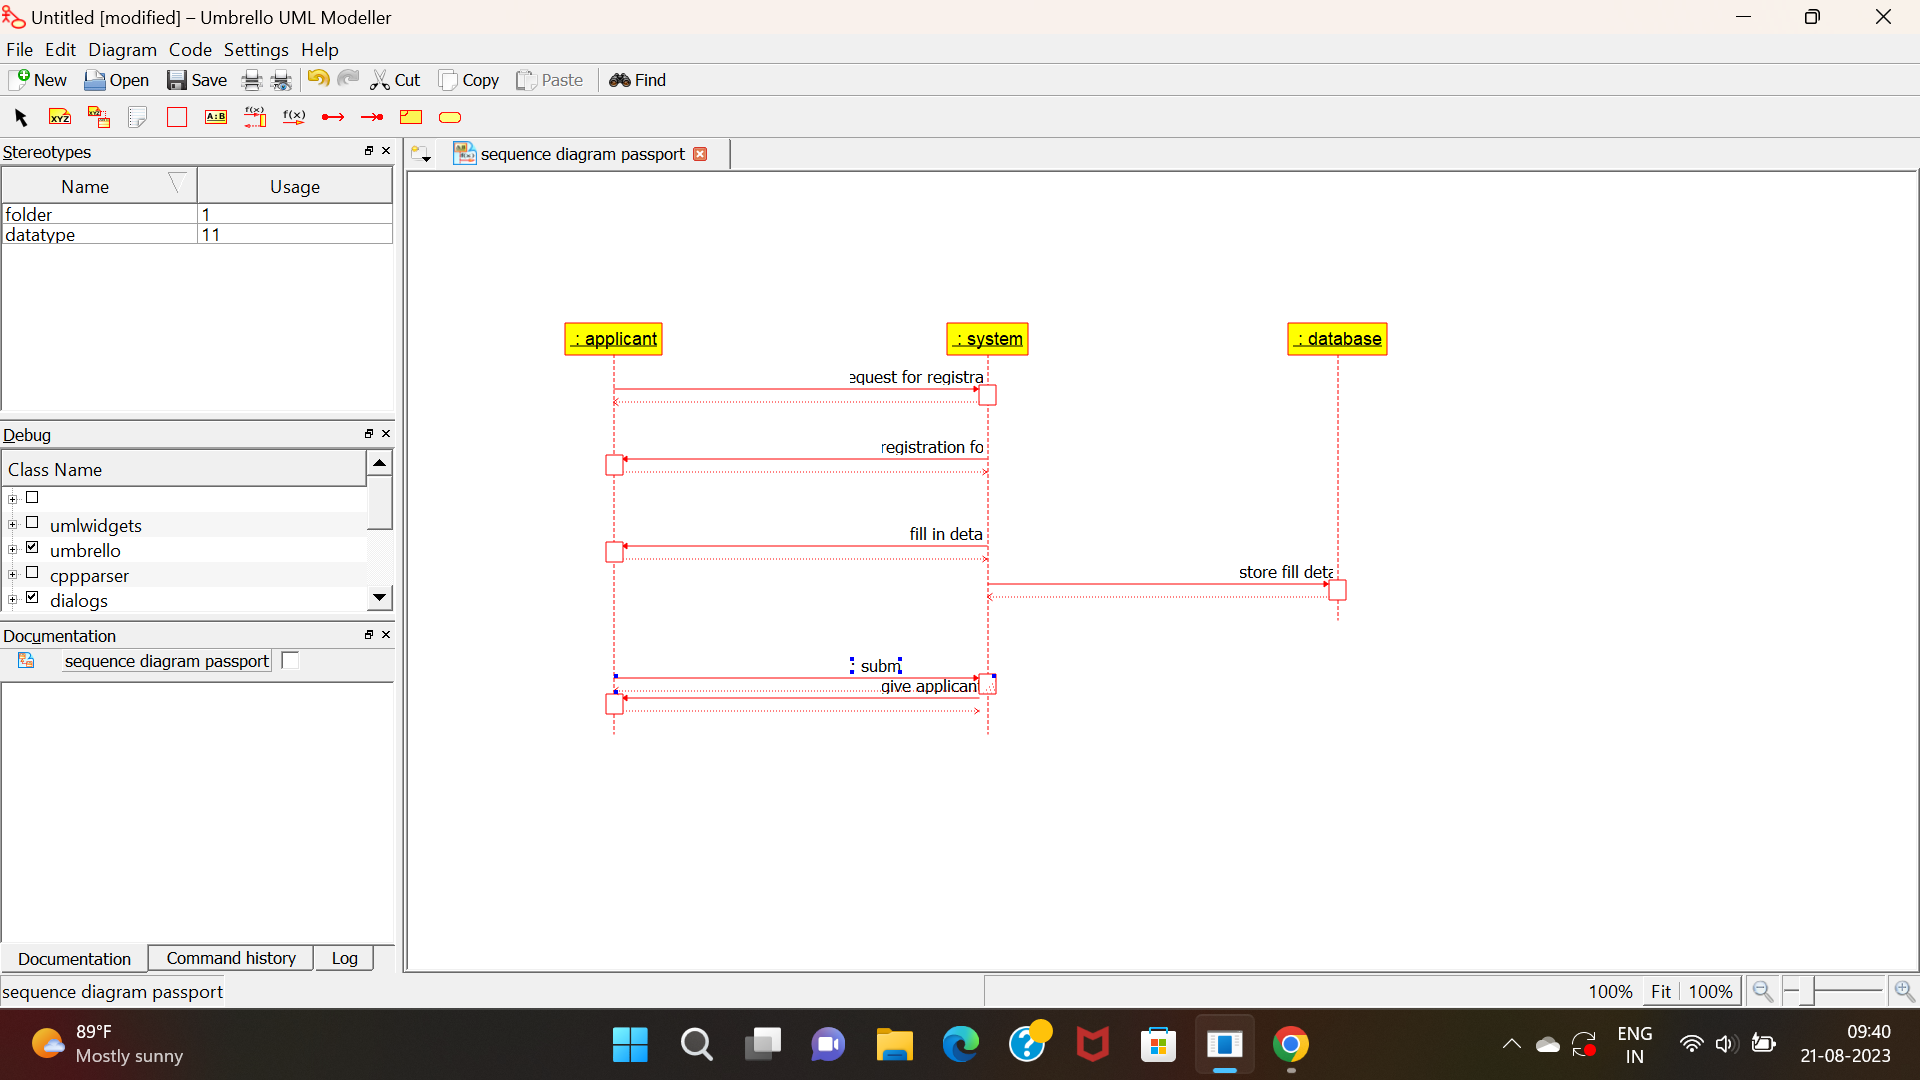 Untitled [modified] – Umbrello UML Modeller
File Edit Diagram Code Settings Help
New Open Save Cut Copy Paste Find
XYZ XYZ A:B f(x) f(x)
Stereotypes
sequence diagram passport
Name Usage
folder 1
datatype 11
: applicant : system : database
equest for registra
registration fo
fill in deta
store fill deta
: subm
give applicant
Debug
Class Name
umlwidgets
umbrello
cppparser
dialogs
Documentation
sequence diagram passport
Documentation Command history Log
sequence diagram passport
100% Fit 100%
89°F
Mostly sunny
ENG
IN
09:40
21-08-2023